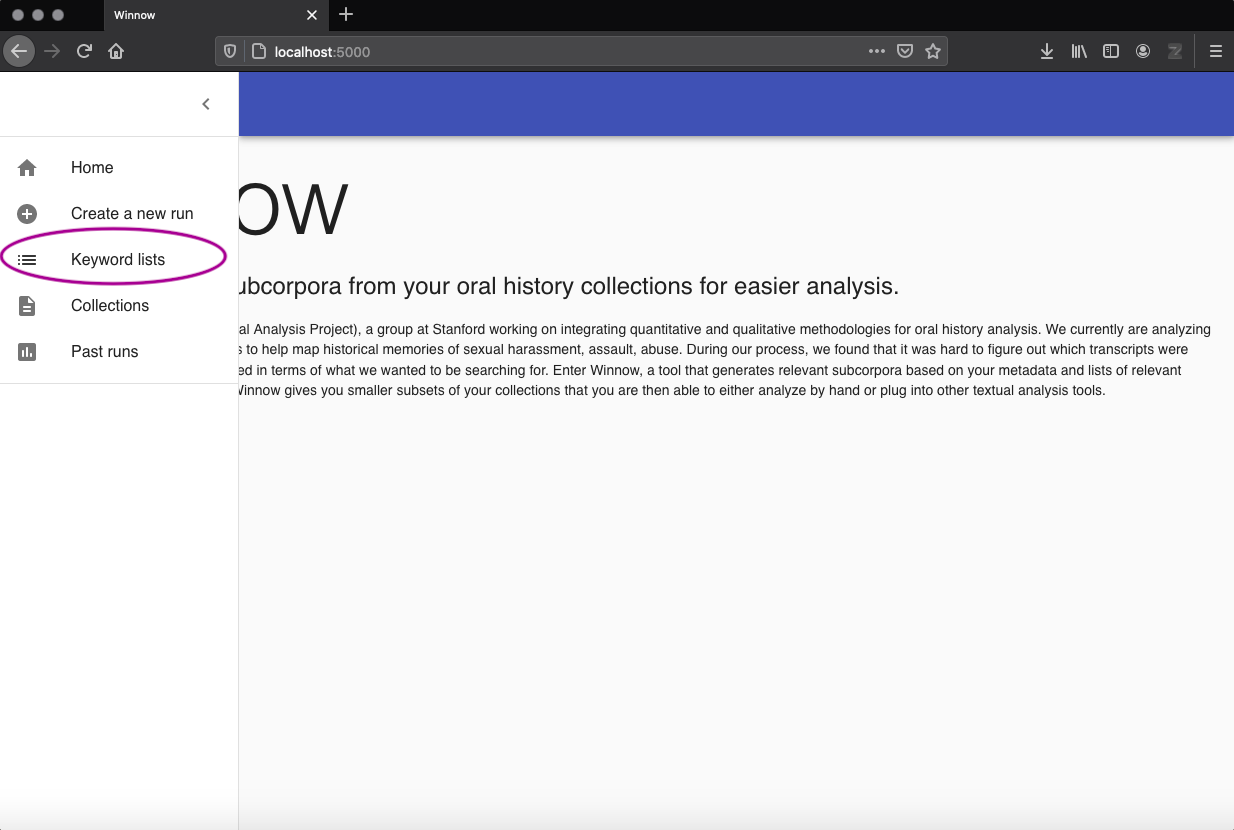 Winnow
localhost:5000
Home
Create a new run
Keyword lists
Collections
Past runs
ow
ubcorpora from your oral history collections for easier analysis.
al Analysis Project), a group at Stanford working on integrating quantitative and qualitative methodologies for oral history analysis. We currently are analyzing
s to help map historical memories of sexual harassment, assault, abuse. During our process, we found that it was hard to figure out which transcripts were
ed in terms of what we wanted to be searching for. Enter Winnow, a tool that generates relevant subcorpora based on your metadata and lists of relevant
Winnow gives you smaller subsets of your collections that you are then able to either analyze by hand or plug into other textual analysis tools.